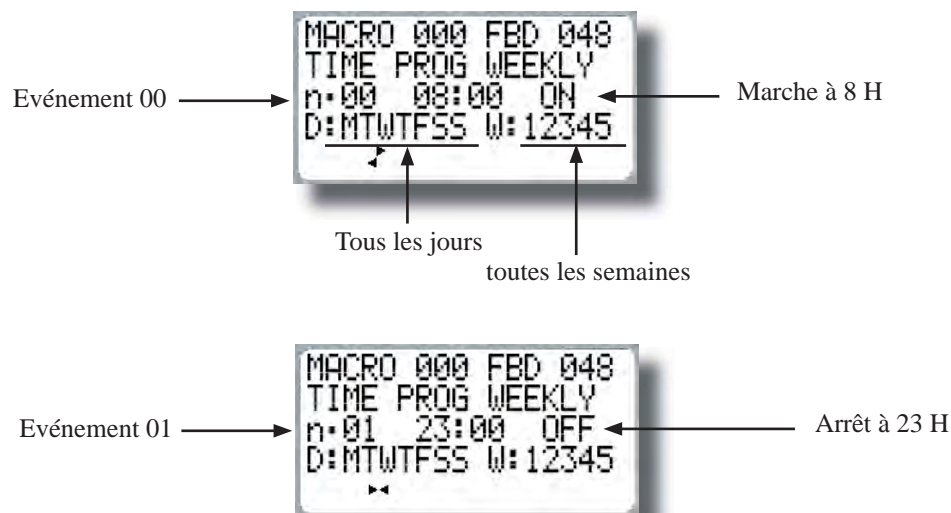 MACRO 000 FBD 048
TIME PROG WEEKLY
Evénement 00
n•00 08:00 ON
Marche à 8 H
D:MTWTFSS W:12345
Tous les jours
toutes les semaines
MACRO 000 FBD 048
TIME PROG WEEKLY
Evénement 01
n•01 23:00 OFF
Arrêt à 23 H
D:MTWTFSS W:12345